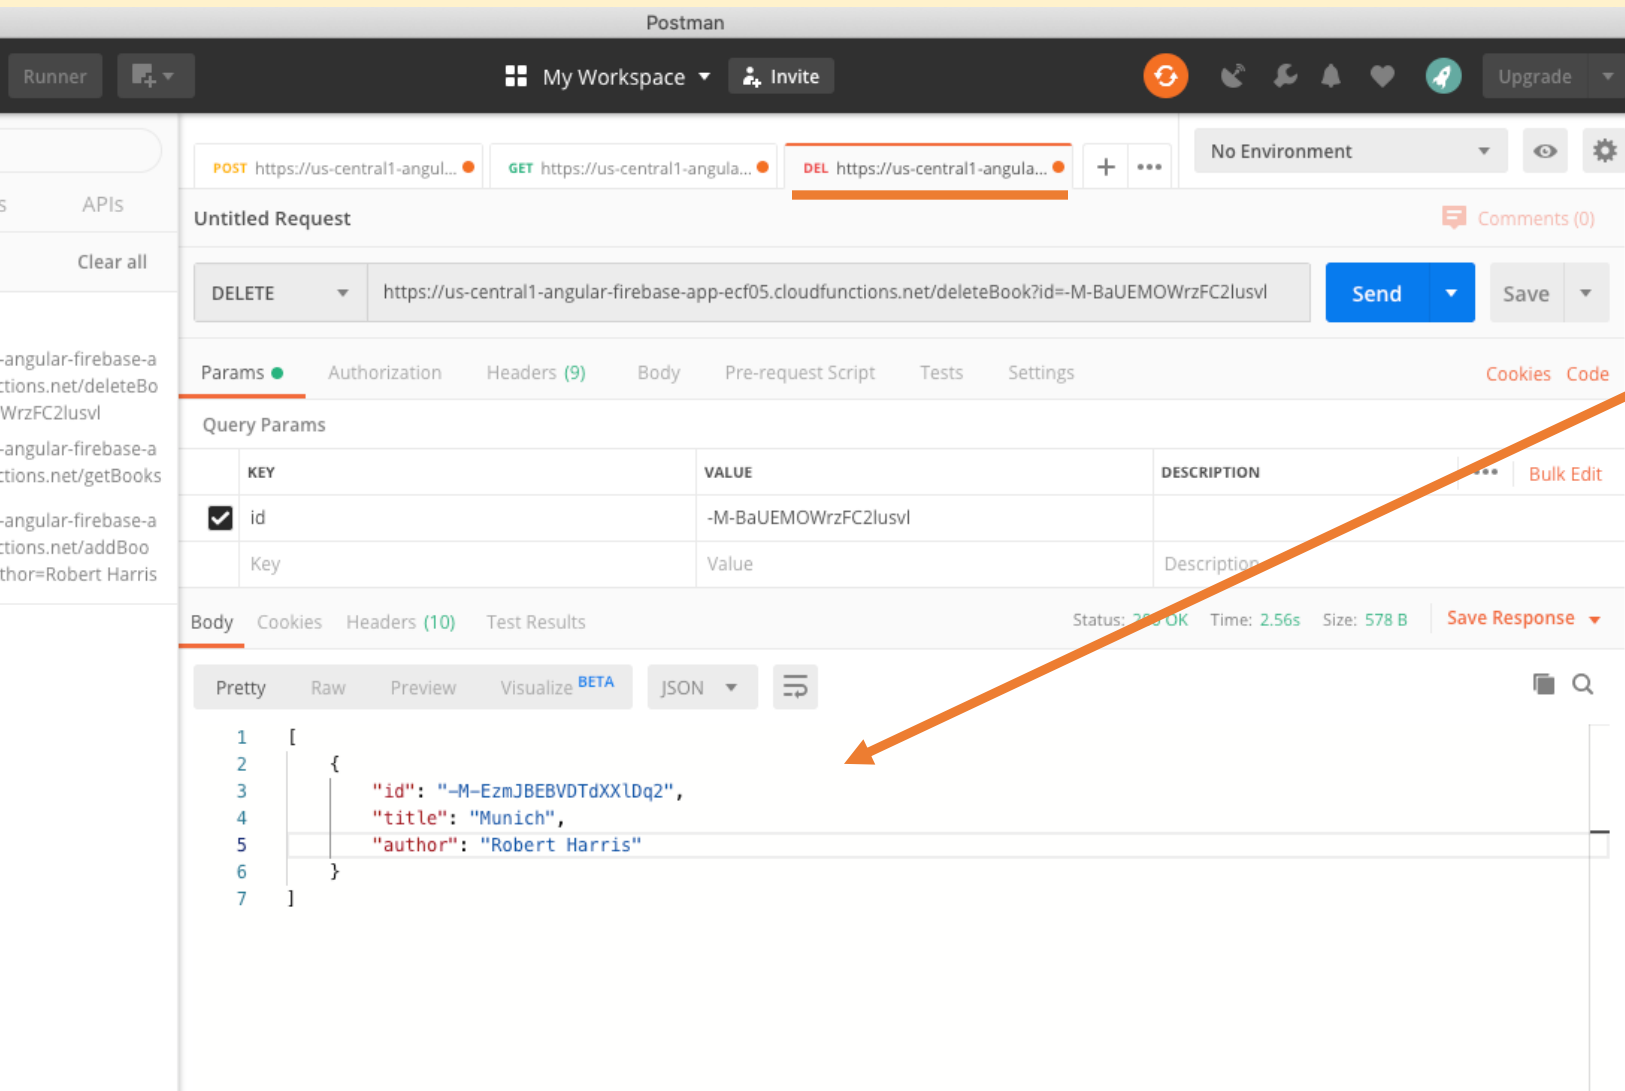 Postman
Runner
My Workspace
Invite
Upgrade
POST https://us-central1-angul...
GET https://us-central1-angula...
DEL https://us-central1-angula...
No Environment
s
APIs
Untitled Request
Comments (0)
Clear all
DELETE
https://us-central1-angular-firebase-app-ecf05.cloudfunctions.net/deleteBook?id=-M-BaUEMOWrzFC2lusvl
Send
Save
-angular-firebase-a
ctions.net/deleteBo
WrzFC2lusvl
-angular-firebase-a
ctions.net/getBooks
-angular-firebase-a
ctions.net/addBoo
thor=Robert Harris
Params
Authorization
Headers (9)
Body
Pre-request Script
Tests
Settings
Cookies
Code
Query Params
KEY
VALUE
DESCRIPTION
Bulk Edit
id
-M-BaUEMOWrzFC2lusvl
Key
Value
Description
Body
Cookies
Headers (10)
Test Results
Status: 200 OK
Time: 2.56s
Size: 578 B
Save Response
Pretty
Raw
Preview
Visualize BETA
JSON
1 [
2 {
3 "id": "-M-EzmJBEBVDTdXXlDq2",
4 "title": "Munich",
5 "author": "Robert Harris"
6 }
7 ]